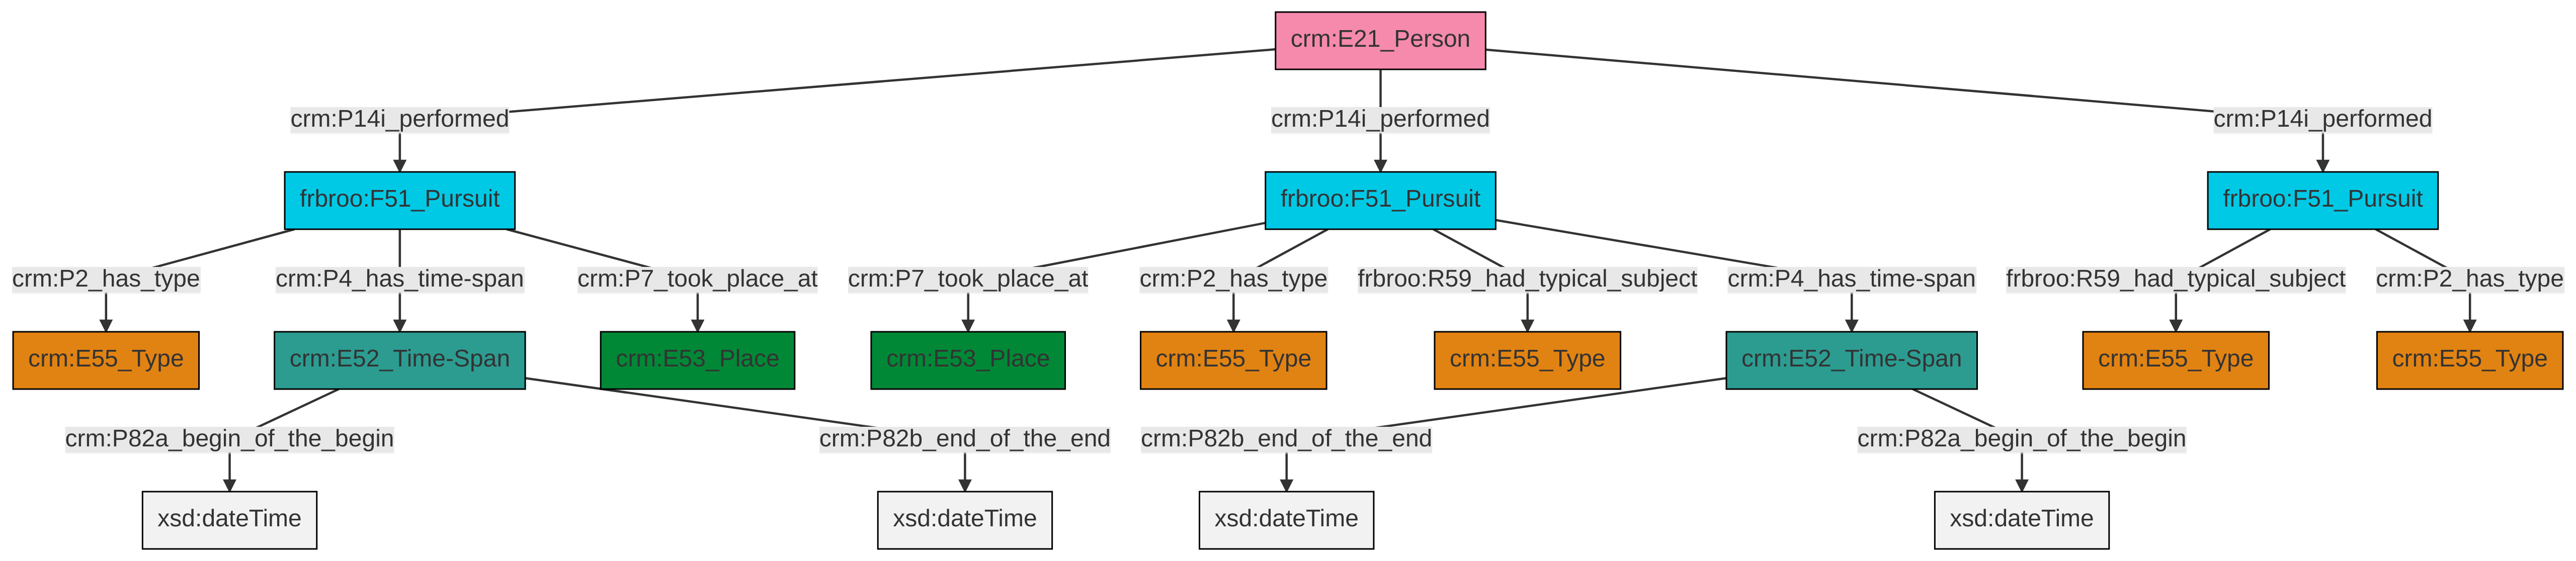 crm:E21_Person
crm:P14i_performed
crm:P14i_performed
crm:P14i_performed
frbroo:F51_Pursuit
frbroo:F51_Pursuit
frbroo:F51_Pursuit
crm:P2_has_type
crm:P4_has_time-span
crm:P7_took_place_at
crm:P7_took_place_at
crm:P2_has_type
frbroo:R59_had_typical_subject
crm:P4_has_time-span
frbroo:R59_had_typical_subject
crm:P2_has_type
crm:E55_Type
crm:E52_Time-Span
crm:E53_Place
crm:E53_Place
crm:E55_Type
crm:E55_Type
crm:E52_Time-Span
crm:E55_Type
crm:E55_Type
crm:P82a_begin_of_the_begin
crm:P82b_end_of_the_end
crm:P82b_end_of_the_end
crm:P82a_begin_of_the_begin
xsd:dateTime
xsd:dateTime
xsd:dateTime
xsd:dateTime